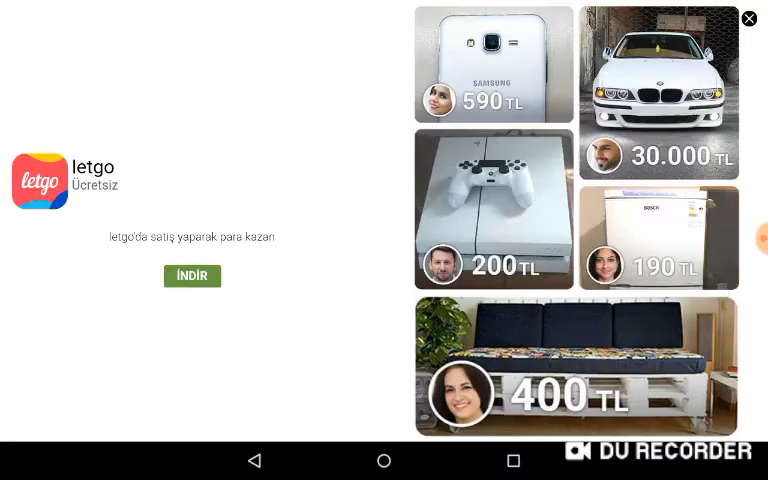 letgo
letgo
Ücretsiz
letgo'da satış yaparak para kazan
İNDİR
SAMSUNG
590 TL
30.000 TL
200 TL
BOSCH
190 TL
400 TL
DU RECORDER